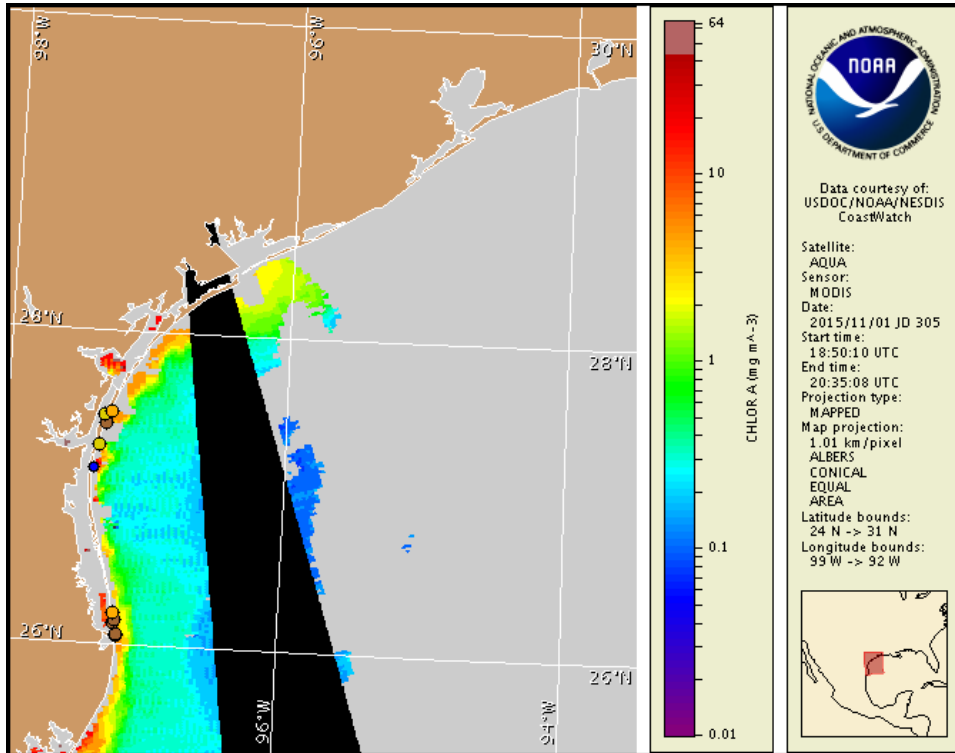 98°W
96°W
30°N
28°N
28°N
26°N
26°N
96°W
94°W
64
10
1
0.1
0.01
CHLOR A (mg m^-3)
NATIONAL OCEANIC AND ATMOSPHERIC ADMINISTRATION
NOAA
U.S. DEPARTMENT OF COMMERCE
Data courtesy of:
USDOC/NOAA/NESDIS
CoastWatch
Satellite:
AQUA
Sensor:
MODIS
Date:
2015/11/01 JD 305
Start time:
18:50:10 UTC
End time:
20:35:08 UTC
Projection type:
MAPPED
Map projection:
1.01 km/pixel
ALBERS
CONICAL
EQUAL
AREA
Latitude bounds:
24 N -> 31 N
Longitude bounds:
99 W -> 92 W